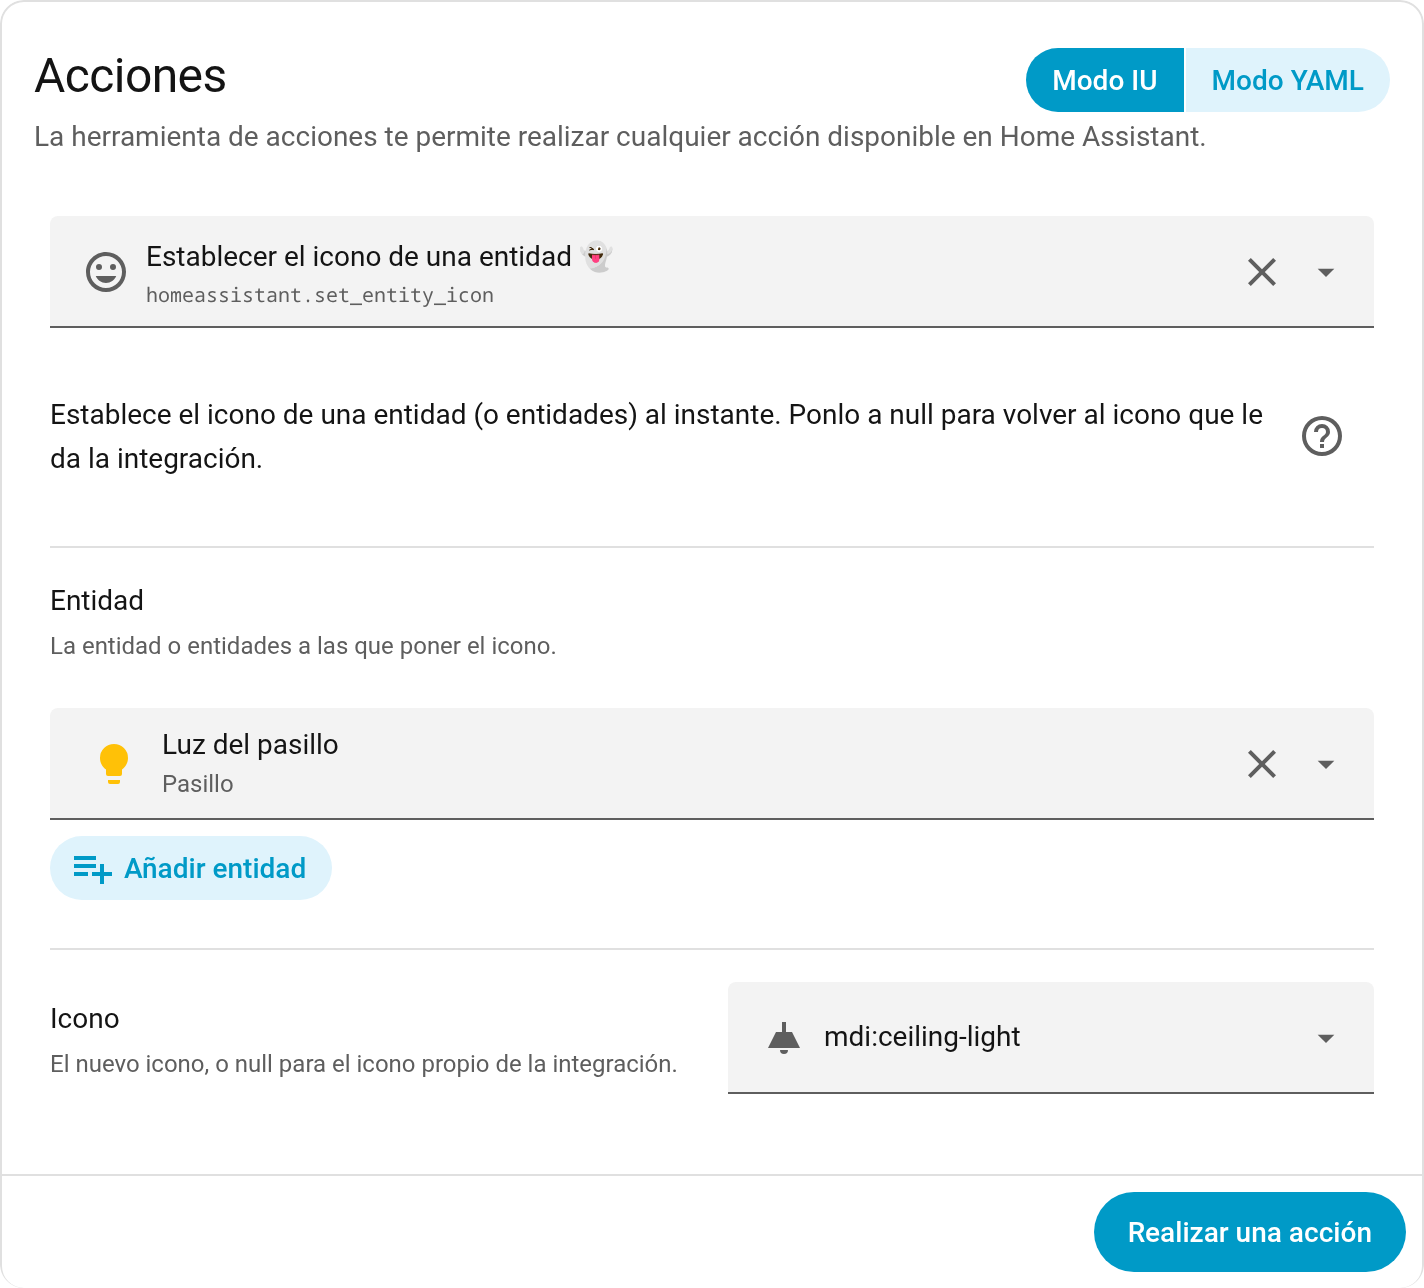 Acciones
Modo IU
Modo YAML
La herramienta de acciones te permite realizar cualquier acción disponible en Home Assistant.
Establecer el icono de una entidad 👻
homeassistant.set_entity_icon
Establece el icono de una entidad (o entidades) al instante. Ponlo a null para volver al icono que le
da la integración.
Entidad
La entidad o entidades a las que poner el icono.
Luz del pasillo
Pasillo
Añadir entidad
Icono
El nuevo icono, o null para el icono propio de la integración.
mdi:ceiling-light
Realizar una acción